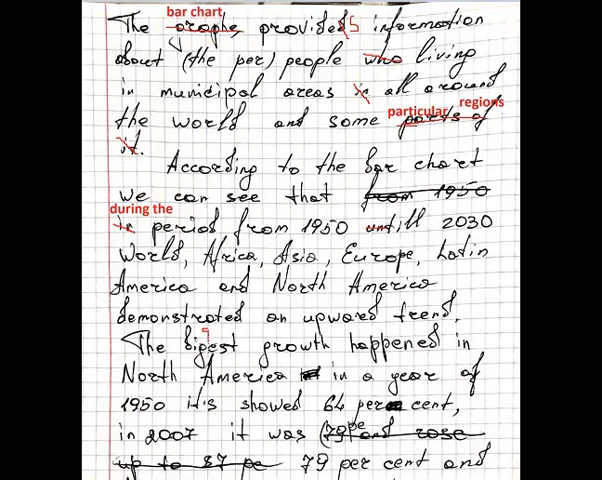 bar chart
The graphs provided S information
about (the per) people who living
in municipal areas in all around
particular regions
the world and some parts of
it.
According to the bar chart
we can see that from 1950
during the
in period from 1950 untill 2030
World, Africa, Asia, Europe, Latin
America and North America
demonstrated an upward trend.
g
The bigest growth happened in
North America in a year of
1950 it's showed 64 per cent,
in 2007 it was (79 pe and rose
up to 87 pe 79 per cent and